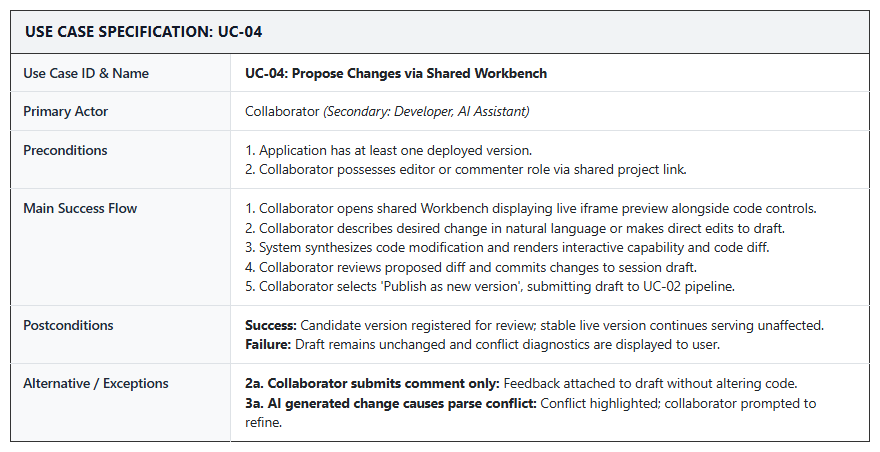 USE CASE SPECIFICATION: UC-04
Use Case ID & Name
UC-04: Propose Changes via Shared Workbench
Primary Actor
Collaborator (Secondary: Developer, AI Assistant)
Preconditions
1. Application has at least one deployed version.
2. Collaborator possesses editor or commenter role via shared project link.
Main Success Flow
1. Collaborator opens shared Workbench displaying live iframe preview alongside code controls.
2. Collaborator describes desired change in natural language or makes direct edits to draft.
3. System synthesizes code modification and renders interactive capability and code diff.
4. Collaborator reviews proposed diff and commits changes to session draft.
5. Collaborator selects 'Publish as new version', submitting draft to UC-02 pipeline.
Postconditions
Success: Candidate version registered for review; stable live version continues serving unaffected.
Failure: Draft remains unchanged and conflict diagnostics are displayed to user.
Alternative / Exceptions
2a. Collaborator submits comment only: Feedback attached to draft without altering code.
3a. AI generated change causes parse conflict: Conflict highlighted; collaborator prompted to
refine.